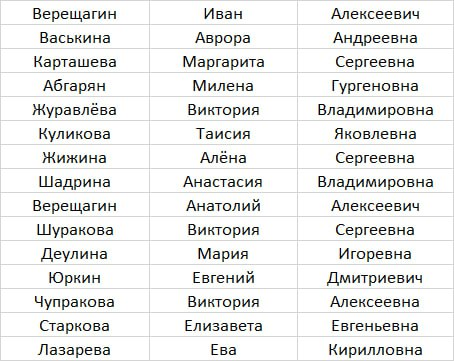 Верещагин Иван Алексеевич
Васькина Аврора Андреевна
Карташева Маргарита Сергеевна
Абгарян Милена Гургеновна
Журавлёва Виктория Владимировна
Куликова Таисия Яковлевна
Жижина Алёна Сергеевна
Шадрина Анастасия Владимировна
Верещагин Анатолий Алексеевич
Шуракова Виктория Сергеевна
Деулина Мария Игоревна
Юркин Евгений Дмитриевич
Чупракова Виктория Алексеевна
Старкова Елизавета Евгеньевна
Лазарева Ева Кирилловна